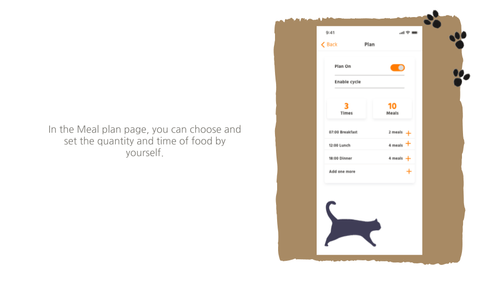 In the Meal plan page, you can choose and
set the quantity and time of food by
yourself.
9:41
Back
Plan
Plan On
Enable cycle
3
Times
10
Meals
07:00 Breakfast
2 meals +
12:00 Lunch
4 meals +
18:00 Dinner
4 meals +
Add one more
+